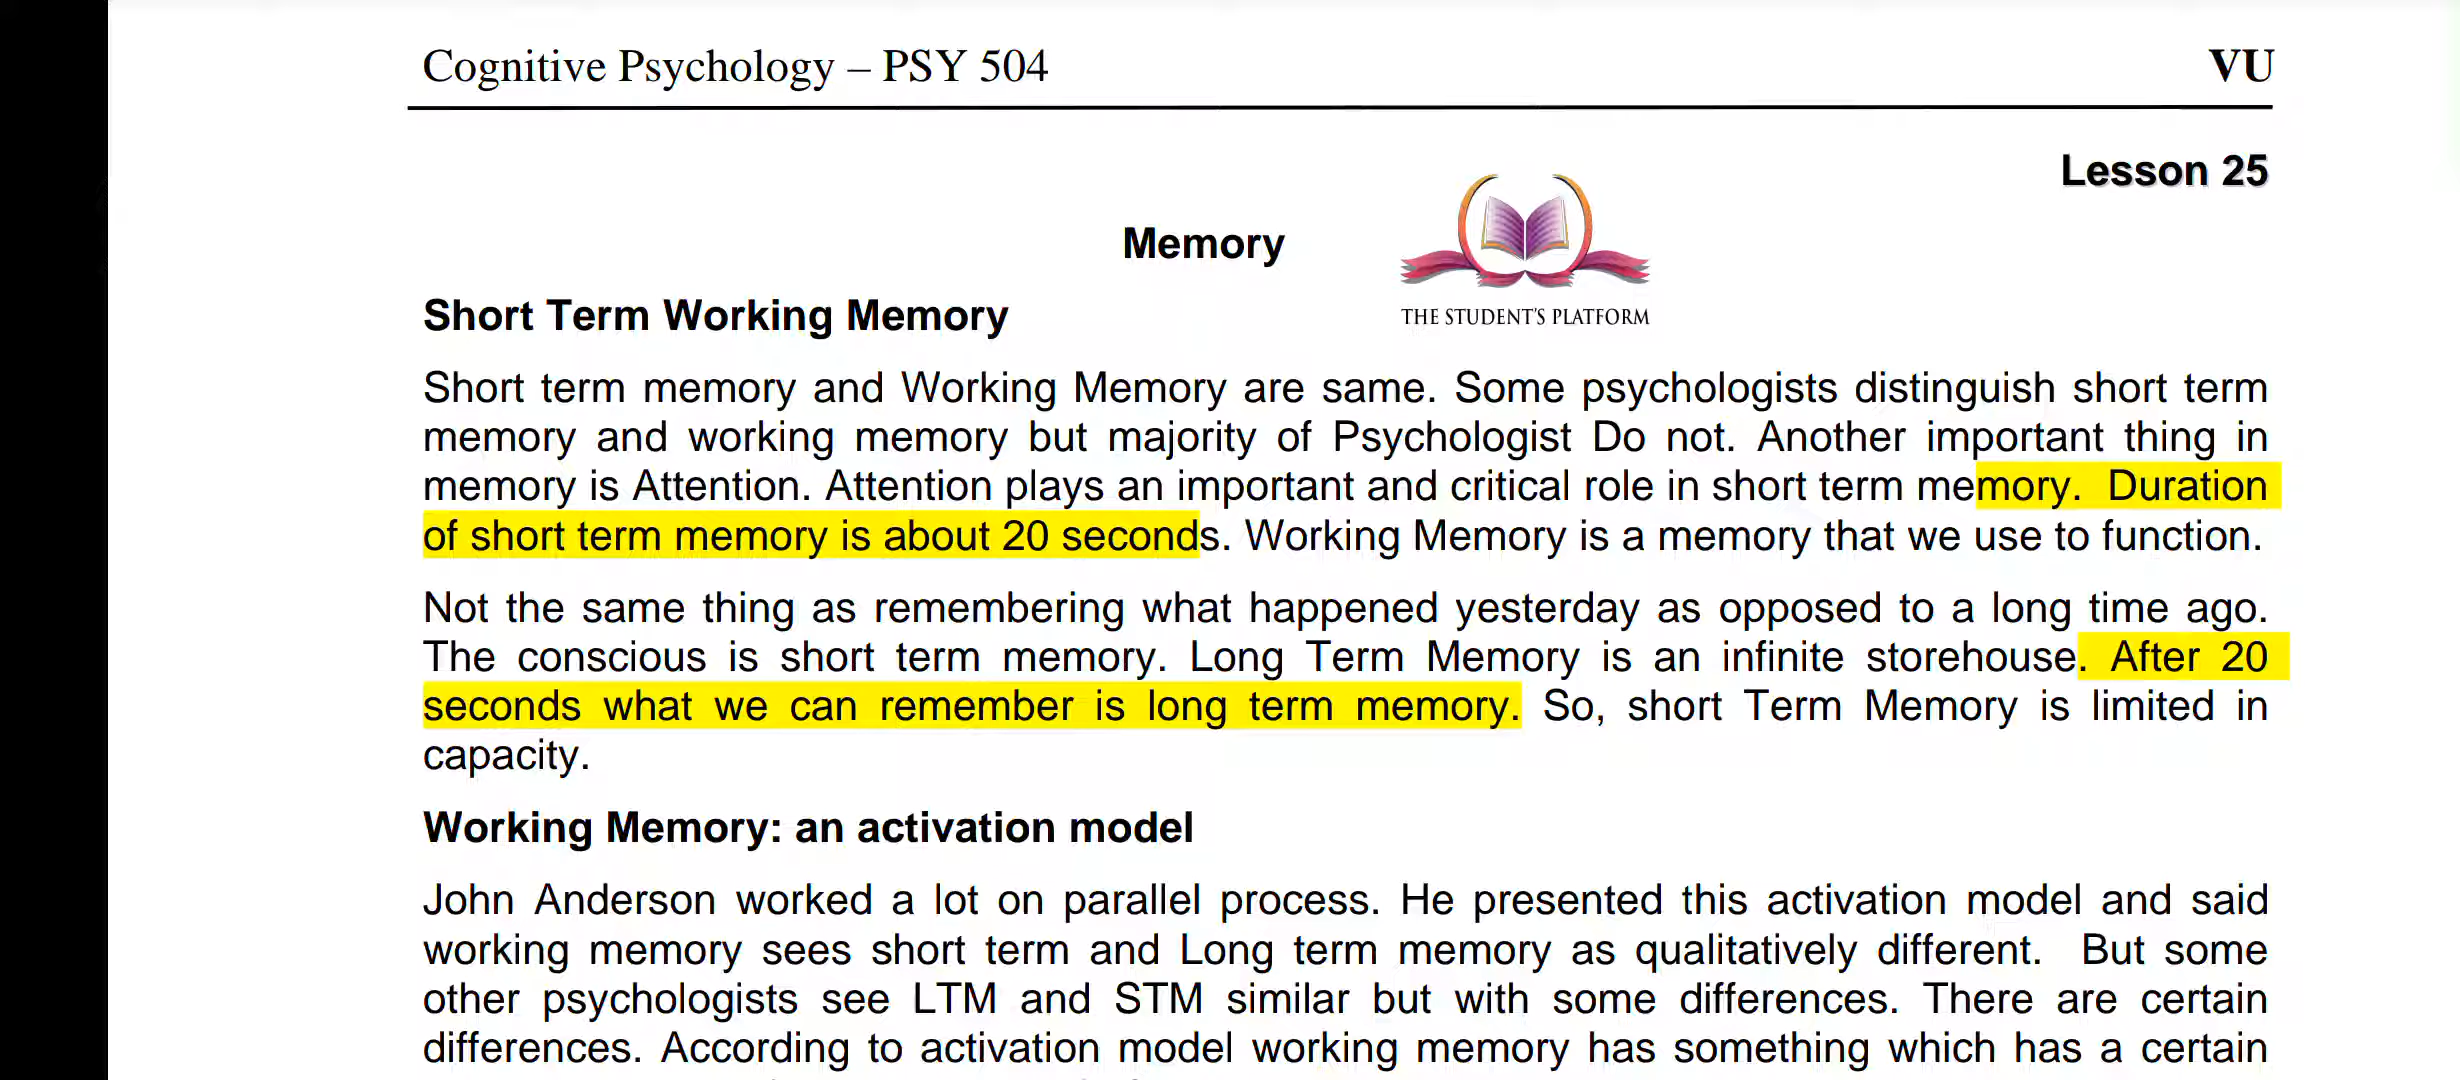 Cognitive Psychology – PSY 504 VU
Lesson 25
Memory
THE STUDENT'S PLATFORM
Short Term Working Memory
Short term memory and Working Memory are same. Some psychologists distinguish short term
memory and working memory but majority of Psychologist Do not. Another important thing in
memory is Attention. Attention plays an important and critical role in short term memory. Duration
of short term memory is about 20 seconds. Working Memory is a memory that we use to function.
Not the same thing as remembering what happened yesterday as opposed to a long time ago.
The conscious is short term memory. Long Term Memory is an infinite storehouse. After 20
seconds what we can remember is long term memory. So, short Term Memory is limited in
capacity.
Working Memory: an activation model
John Anderson worked a lot on parallel process. He presented this activation model and said
working memory sees short term and Long term memory as qualitatively different. But some
other psychologists see LTM and STM similar but with some differences. There are certain
differences. According to activation model working memory has something which has a certain